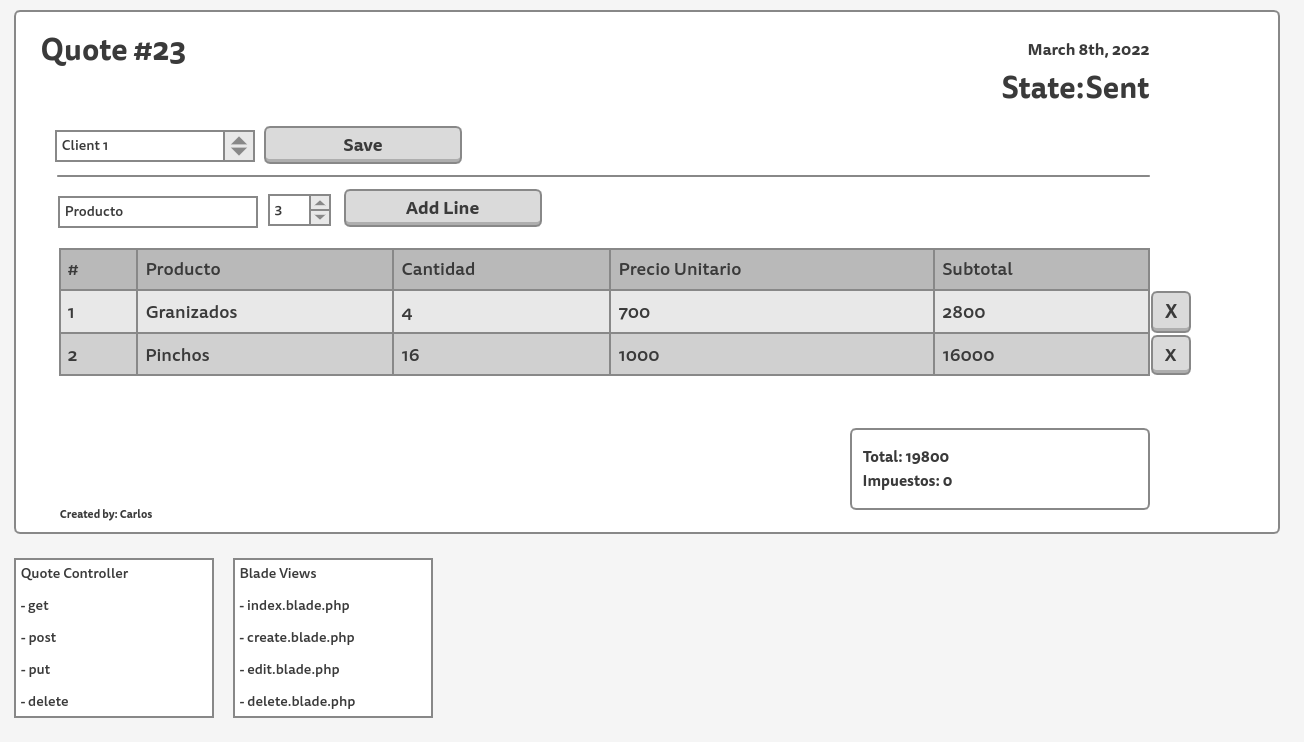 Quote #23
March 8th, 2022
State:Sent
Client 1
Save
Producto
3
Add Line
# Producto Cantidad Precio Unitario Subtotal
1 Granizados 4 700 2800 X
2 Pinchos 16 1000 16000 X
Total: 19800
Impuestos: 0
Created by: Carlos
Quote Controller
- get
- post
- put
- delete
Blade Views
- index.blade.php
- create.blade.php
- edit.blade.php
- delete.blade.php